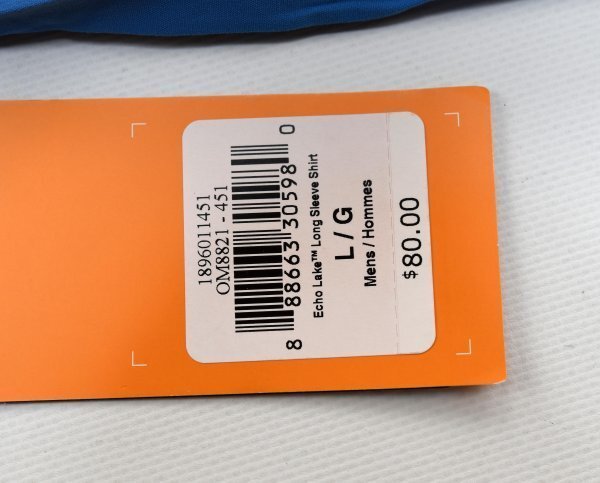 1896011451
OM8821 - 451
8 88663 30598 0
Echo Lake™ Long Sleeve Shirt
L / G
Mens / Hommes
$80.00